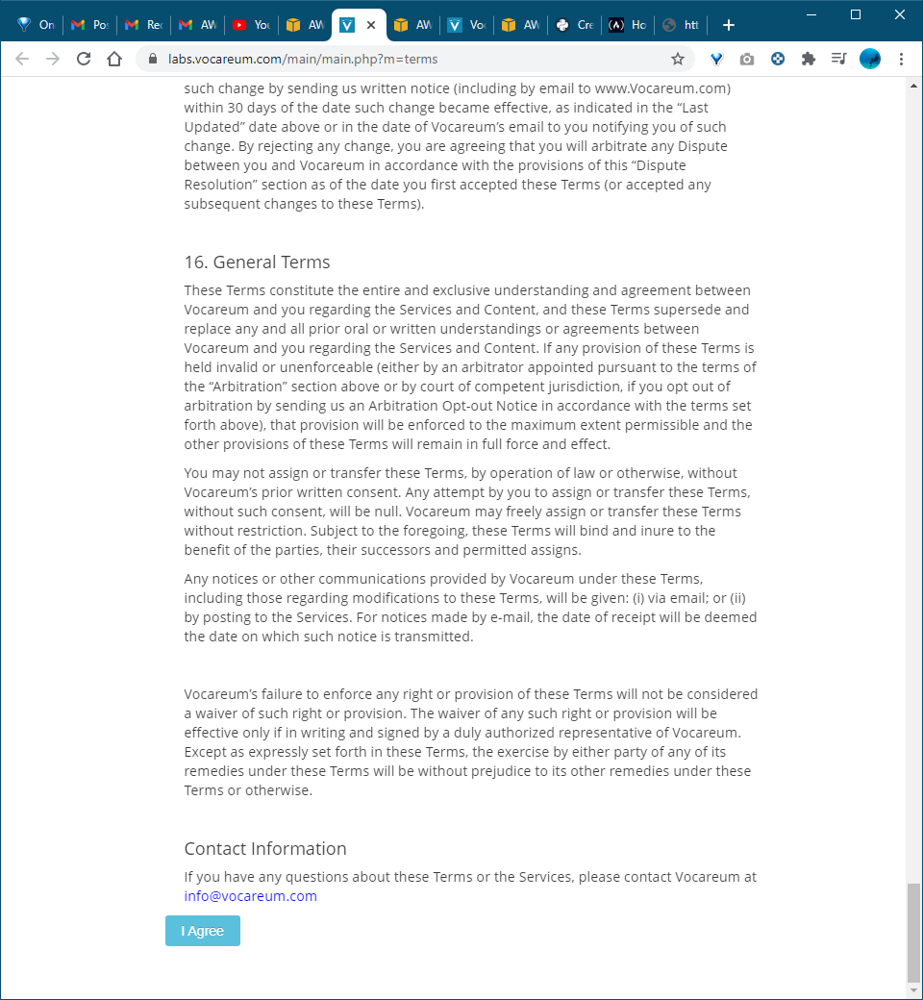 On
Po
Rec
AW
You
AW
AW
Voc
AW
Cre
Ho
htt
labs.vocareum.com/main/main.php?m=terms
such change by sending us written notice (including by email to www.Vocareum.com)
within 30 days of the date such change became effective, as indicated in the “Last
Updated” date above or in the date of Vocareum’s email to you notifying you of such
change. By rejecting any change, you are agreeing that you will arbitrate any Dispute
between you and Vocareum in accordance with the provisions of this “Dispute
Resolution” section as of the date you first accepted these Terms (or accepted any
subsequent changes to these Terms).
16. General Terms
These Terms constitute the entire and exclusive understanding and agreement between
Vocareum and you regarding the Services and Content, and these Terms supersede and
replace any and all prior oral or written understandings or agreements between
Vocareum and you regarding the Services and Content. If any provision of these Terms is
held invalid or unenforceable (either by an arbitrator appointed pursuant to the terms of
the “Arbitration” section above or by court of competent jurisdiction, if you opt out of
arbitration by sending us an Arbitration Opt-out Notice in accordance with the terms set
forth above), that provision will be enforced to the maximum extent permissible and the
other provisions of these Terms will remain in full force and effect.
You may not assign or transfer these Terms, by operation of law or otherwise, without
Vocareum’s prior written consent. Any attempt by you to assign or transfer these Terms,
without such consent, will be null. Vocareum may freely assign or transfer these Terms
without restriction. Subject to the foregoing, these Terms will bind and inure to the
benefit of the parties, their successors and permitted assigns.
Any notices or other communications provided by Vocareum under these Terms,
including those regarding modifications to these Terms, will be given: (i) via email; or (ii)
by posting to the Services. For notices made by e-mail, the date of receipt will be deemed
the date on which such notice is transmitted.
Vocareum’s failure to enforce any right or provision of these Terms will not be considered
a waiver of such right or provision. The waiver of any such right or provision will be
effective only if in writing and signed by a duly authorized representative of Vocareum.
Except as expressly set forth in these Terms, the exercise by either party of any of its
remedies under these Terms will be without prejudice to its other remedies under these
Terms or otherwise.
Contact Information
If you have any questions about these Terms or the Services, please contact Vocareum at
info@vocareum.com
I Agree